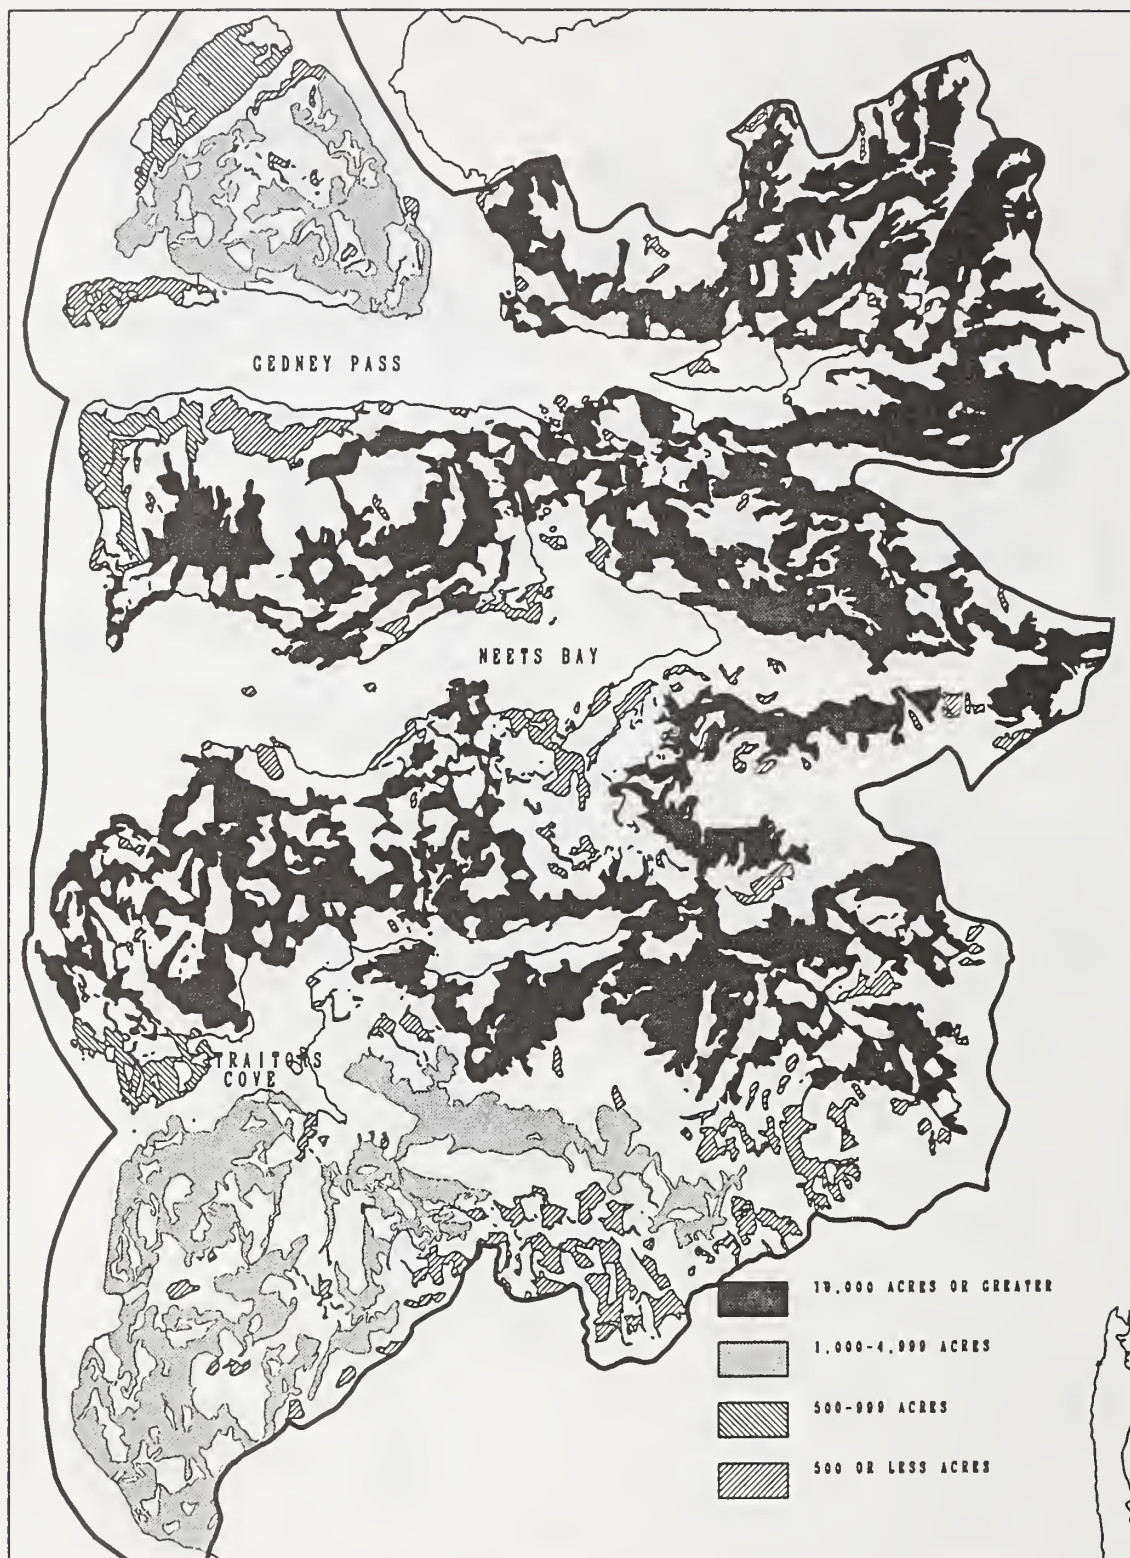 GEDNEY PASS
NEETS BAY
TRAITORS
COVE
10,000 ACRES OR GREATER
1,000-4,999 ACRES
500-999 ACRES
500 OR LESS ACRES